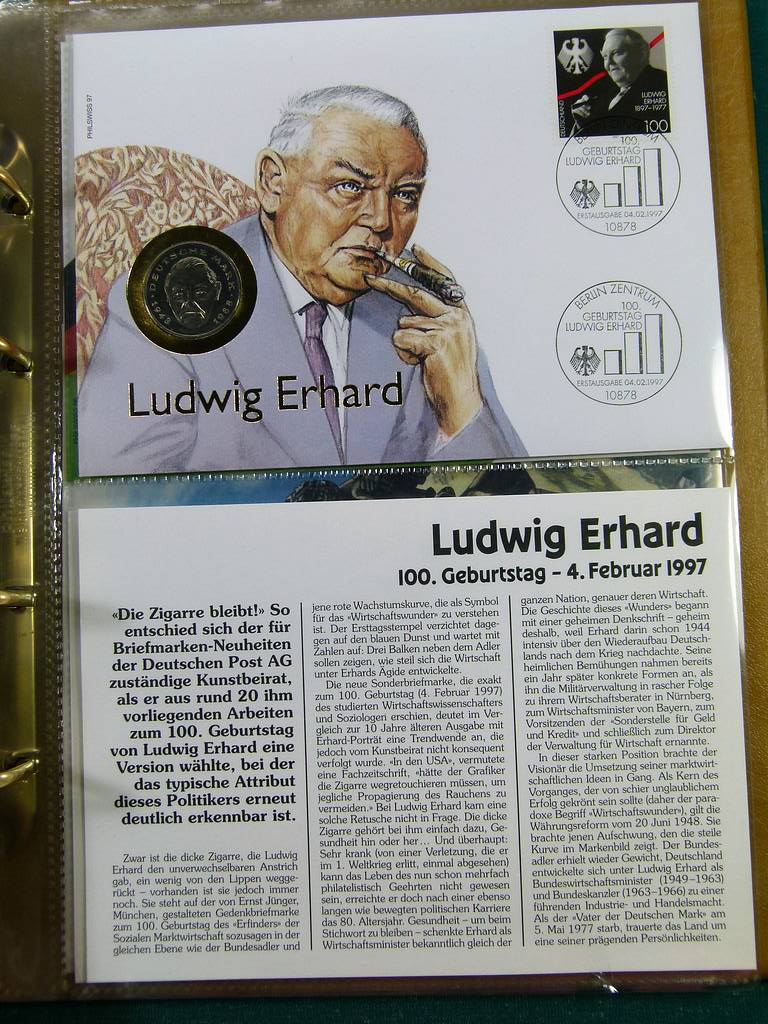 PHILSWISS 97
DEUTSCHLAND
LUDWIG
ERHARD
1897–1977
100
100.
GEBURTSTAG
LUDWIG ERHARD
ERSTAUSGABE 04.02.1997
10878
DEUTSCHE MARK
1948 1988
BERLIN ZENTRUM
100.
GEBURTSTAG
LUDWIG ERHARD
ERSTAUSGABE 04.02.1997
10878
Ludwig Erhard
Ludwig Erhard
100. Geburtstag – 4. Februar 1997
«Die Zigarre bleibt!» So
entschied sich der für
Briefmarken-Neuheiten
der Deutschen Post AG
zuständige Kunstbeirat,
als er aus rund 20 ihm
vorliegenden Arbeiten
zum 100. Geburtstag
von Ludwig Erhard eine
Version wählte, bei der
das typische Attribut
dieses Politikers erneut
deutlich erkennbar ist.
Zwar ist die dicke Zigarre, die Ludwig
Erhard den unverwechselbaren Anstrich
gab, ein wenig von den Lippen wegge-
rückt – vorhanden ist sie jedoch immer
noch. Sie steht auf der von Ernst Jünger,
München, gestalteten Gedenkbriefmarke
zum 100. Geburtstag des «Erfinders» der
Sozialen Marktwirtschaft sozusagen in der
gleichen Ebene wie der Bundesadler und
jene rote Wachstumskurve, die als Symbol
für das «Wirtschaftswunder» zu verstehen
ist. Der Ersttagsstempel verzichtet dage-
gen auf den blauen Dunst und wartet mit
Zahlen auf: Drei Balken neben dem Adler
sollen zeigen, wie steil sich die Wirtschaft
unter Erhards Ägide entwickelte.
Die neue Sonderbriefmarke, die exakt
zum 100. Geburtstag (4. Februar 1997)
des studierten Wirtschaftswissenschafters
und Soziologen erschien, deutet im Ver-
gleich zur 10 Jahre älteren Ausgabe mit
Erhard-Porträt eine Trendwende an, die
jedoch vom Kunstbeirat nicht konsequent
verfolgt wurde. «In den USA», vermutete
eine Fachzeitschrift, «hätte der Grafiker
die Zigarre wegretouchieren müssen, um
jegliche Propagierung des Rauchens zu
vermeiden.» Bei Ludwig Erhard kam eine
solche Retusche nicht in Frage. Die dicke
Zigarre gehört bei ihm einfach dazu, Ge-
sundheit hin oder her... Und überhaupt:
Sehr krank (von einer Verletzung, die er
im 1. Weltkrieg erlitt, einmal abgesehen)
kann das Leben des nun schon mehrfach
philatelistisch Geehrten nicht gewesen
sein, erreichte er doch nach einer ebenso
langen wie bewegten politischen Karriere
das 80. Altersjahr. Gesundheit – um beim
Stichwort zu bleiben – schenkte Erhard als
Wirtschaftsminister bekanntlich gleich der
ganzen Nation, genauer deren Wirtschaft.
Die Geschichte dieses «Wunders» begann
mit einer geheimen Denkschrift – geheim
deshalb, weil Erhard darin schon 1944
intensiv über den Wiederaufbau Deutsch-
lands nach dem Krieg nachdachte. Seine
heimlichen Bemühungen nahmen bereits
ein Jahr später konkrete Formen an, als
ihn die Militärverwaltung in rascher Folge
zu ihrem Wirtschaftsberater in Nürnberg,
zum Wirtschaftsminister von Bayern, zum
Vorsitzenden der «Sonderstelle für Geld
und Kredit» und schließlich zum Direktor
der Verwaltung für Wirtschaft ernannte.
In dieser starken Position brachte der
Visionär die Umsetzung seiner marktwirt-
schaftlichen Ideen in Gang. Als Kern des
Vorganges, der von schier unglaublichem
Erfolg gekrönt sein sollte (daher der para-
doxe Begriff «Wirtschaftswunder»), gilt die
Währungsreform vom 20 Juni 1948. Sie
brachte jenen Aufschwung, den die steile
Kurve im Markenbild zeigt. Der Bundes-
adler erhielt wieder Gewicht, Deutschland
entwickelte sich unter Ludwig Erhard als
Bundeswirtschaftsminister (1949–1963)
und Bundeskanzler (1963–1966) zu einer
führenden Industrie- und Handelsmacht.
Als der «Vater der Deutschen Mark» am
5. Mai 1977 starb, trauerte das Land um
eine seiner prägenden Persönlichkeiten.